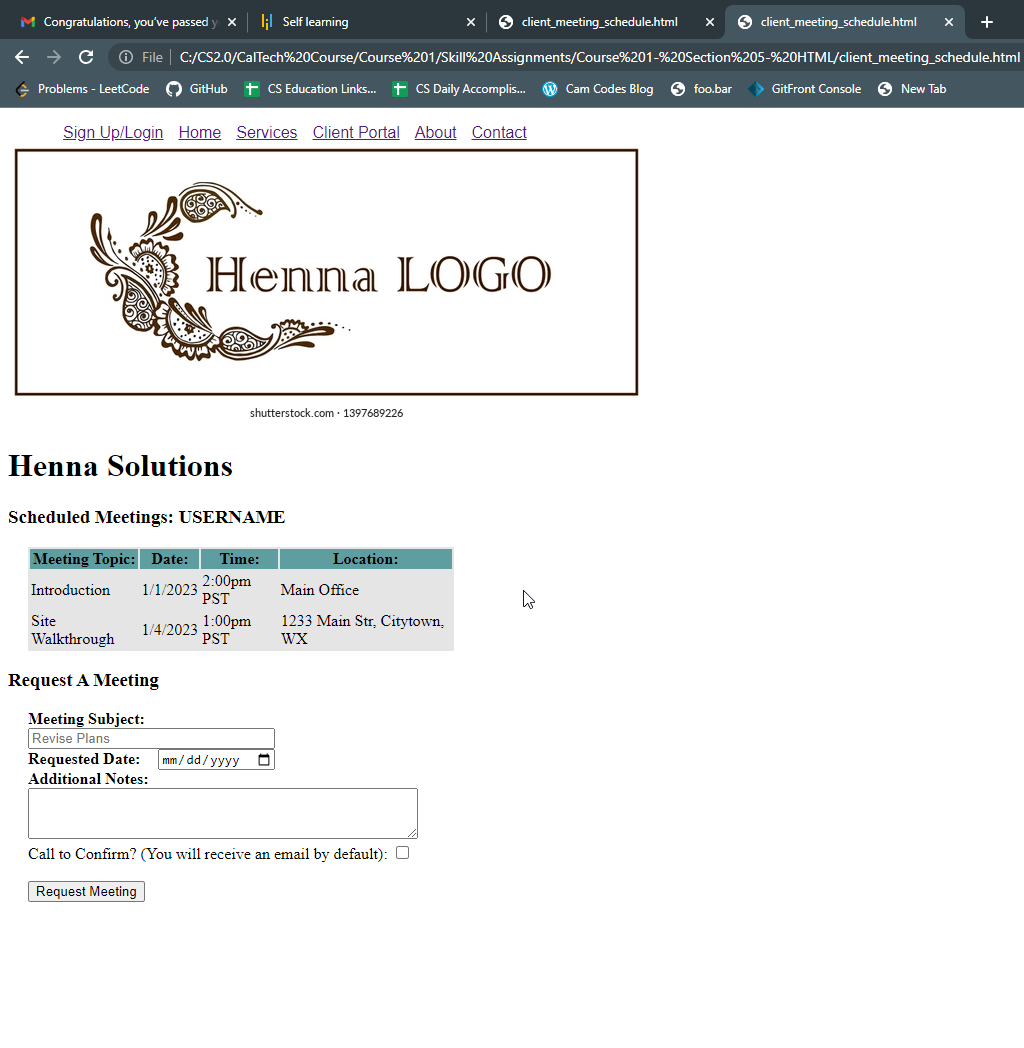 Congratulations, you've passed y
Self learning
client_meeting_schedule.html
client_meeting_schedule.html
File
C:/CS2.0/CalTech%20Course/Course%201/Skill%20Assignments/Course%201-%20Section%205-%20HTML/client_meeting_schedule.html
Problems - LeetCode
GitHub
CS Education Links...
CS Daily Accomplis...
Cam Codes Blog
foo.bar
GitFront Console
New Tab
Sign Up/Login Home Services Client Portal About Contact
Henna LOGO
shutterstock.com · 1397689226
Henna Solutions
Scheduled Meetings: USERNAME
Meeting Topic: Date: Time: Location:
Introduction 1/1/2023 2:00pm PST Main Office
Site Walkthrough 1/4/2023 1:00pm PST 1233 Main Str, Citytown, WX
Request A Meeting
Meeting Subject:
Revise Plans
Requested Date: mm/dd/yyyy
Additional Notes:
Call to Confirm? (You will receive an email by default):
Request Meeting